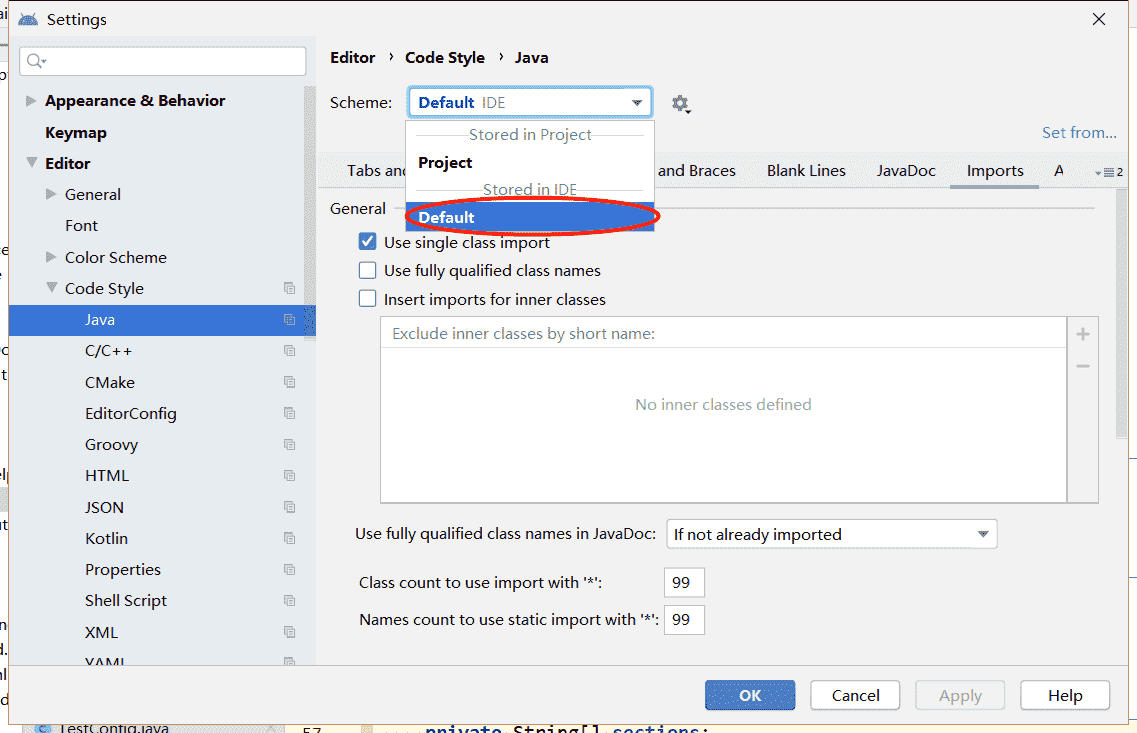 Settings
Editor › Code Style › Java
Scheme: Default IDE
Stored in Project
Project
Stored in IDE
Default
Set from...
Appearance & Behavior
Keymap
Editor
General
Font
Color Scheme
Code Style
Java
C/C++
CMake
EditorConfig
Groovy
HTML
JSON
Kotlin
Properties
Shell Script
XML
YAML
Tabs and and Braces Blank Lines JavaDoc Imports A 2
General
Use single class import
Use fully qualified class names
Insert imports for inner classes
Exclude inner classes by short name:
No inner classes defined
Use fully qualified class names in JavaDoc: If not already imported
Class count to use import with '*': 99
Names count to use static import with '*': 99
OK Cancel Apply Help
TestConfig.java
57 private String[] sections;